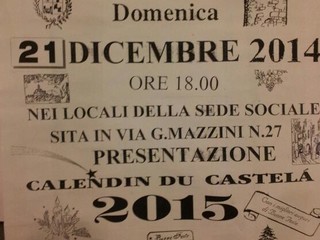 Domenica
21 DICEMBRE 2014
ORE 18.00
NEI LOCALI DELLA SEDE SOCIALE
SITA IN VIA G.MAZZINI N.27
PRESENTAZIONE
CALENDIN DU CASTELÁ
2015